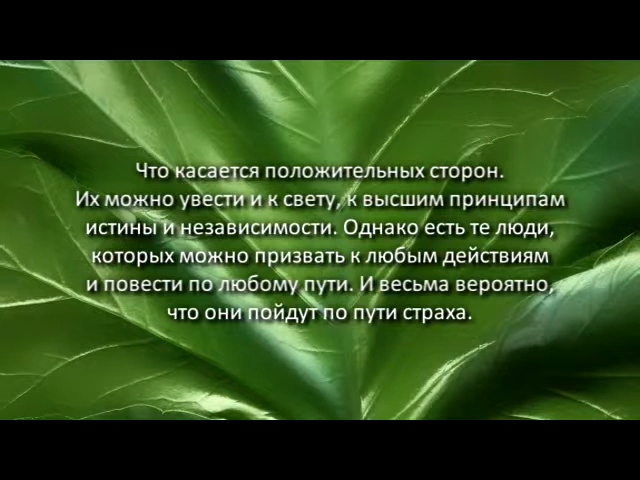 Что касается положительных сторон.
Их можно увести и к свету, к высшим принципам
истины и независимости. Однако есть те люди,
которых можно призвать к любым действиям
и повести по любому пути. И весьма вероятно,
что они пойдут по пути страха.